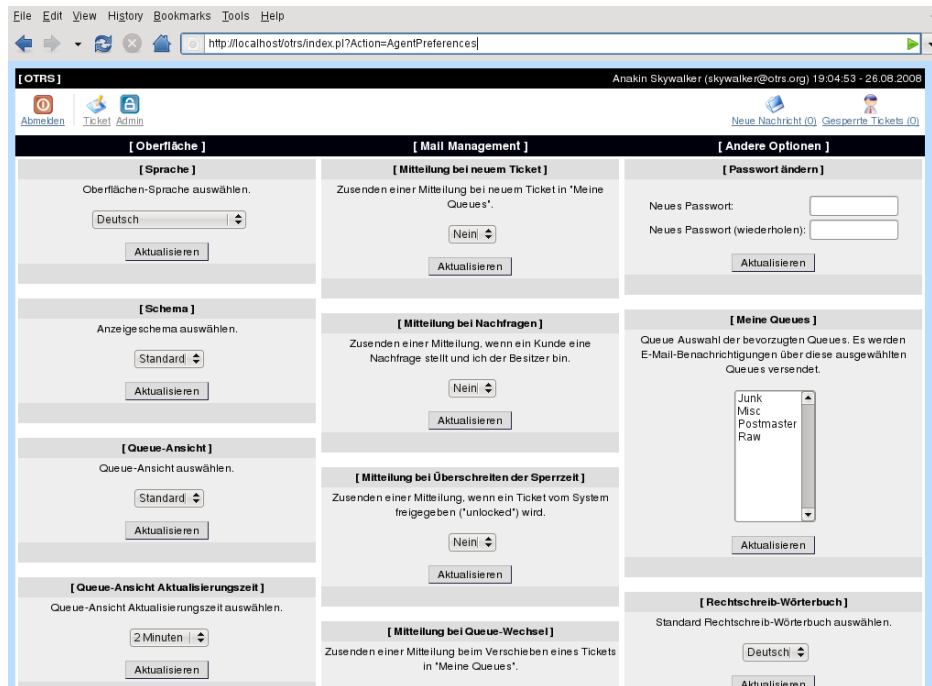 File Edit View History Bookmarks Tools Help
http://localhost/otrs/index.pl?Action=AgentPreferences
[ OTRS ]
Anakin Skywalker (skywalker@otrs.org) 19:04:53 - 26.08.2008
Abmelden Ticket Admin
Neue Nachricht (0) Gesperrte Tickets (0)
[ Oberfläche ]
[ Sprache ]
Oberflächen-Sprache auswählen.
Deutsch
Aktualisieren
[ Schema ]
Anzeigeschema auswählen.
Standard
Aktualisieren
[ Queue-Ansicht ]
Queue-Ansicht auswählen.
Standard
Aktualisieren
[ Queue-Ansicht Aktualisierungszeit ]
Queue-Ansicht Aktualisierungszeit auswählen.
2 Minuten
Aktualisieren
[ Mail Management ]
[ Mitteilung bei neuem Ticket ]
Zusenden einer Mitteilung bei neuem Ticket in "Meine
Queues".
Nein
Aktualisieren
[ Mitteilung bei Nachfragen ]
Zusenden einer Mitteilung, wenn ein Kunde eine
Nachfrage stellt und ich der Besitzer bin.
Nein
Aktualisieren
[ Mitteilung bei Überschreiten der Sperrzeit ]
Zusenden einer Mitteilung, wenn ein Ticket vom System
freigegeben ("unlocked") wird.
Nein
Aktualisieren
[ Mitteilung bei Queue-Wechsel ]
Zusenden einer Mitteilung beim Verschieben eines Tickets
in "Meine Queues".
[ Andere Optionen ]
[ Passwort ändern ]
Neues Passwort:
Neues Passwort (wiederholen):
Aktualisieren
[ Meine Queues ]
Queue Auswahl der bevorzugten Queues. Es werden
E-Mail-Benachrichtigungen über diese ausgewählten
Queues versendet.
Junk
Misc
Postmaster
Raw
Aktualisieren
[ Rechtschreib-Wörterbuch ]
Standard Rechtschreib-Wörterbuch auswählen.
Deutsch
Aktualisieren